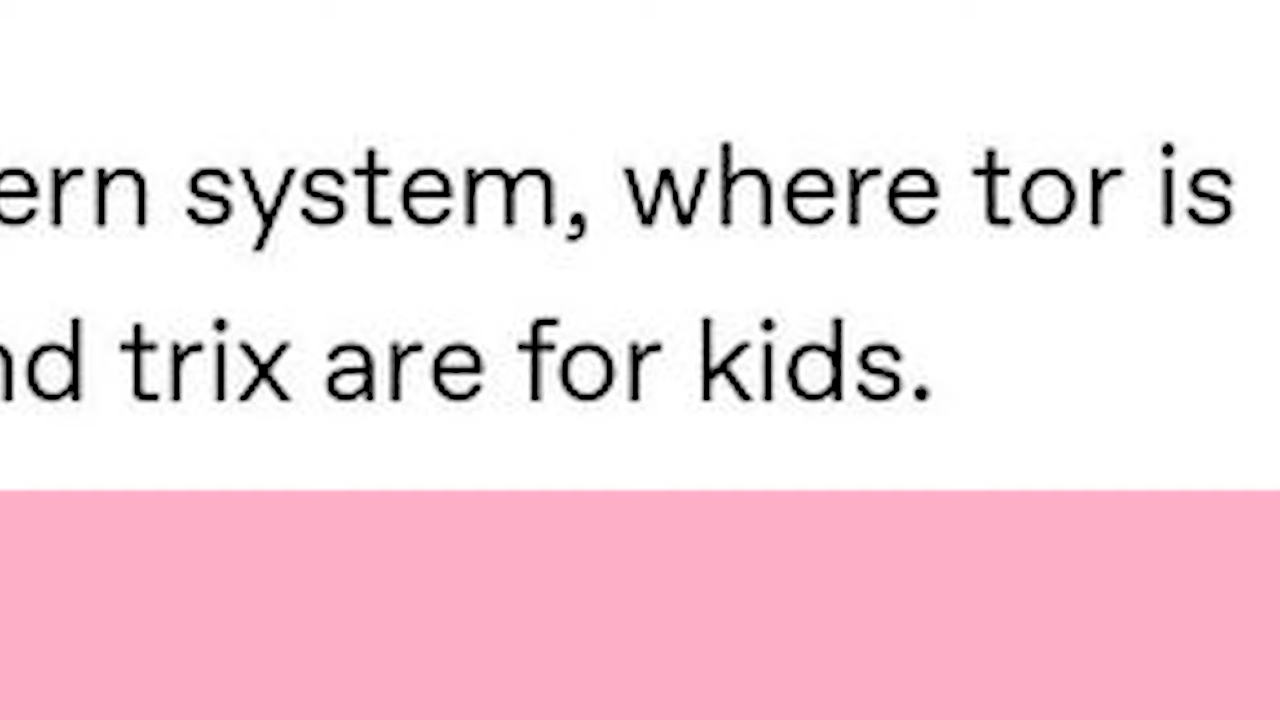 ern system, where tor is
nd trix are for kids.